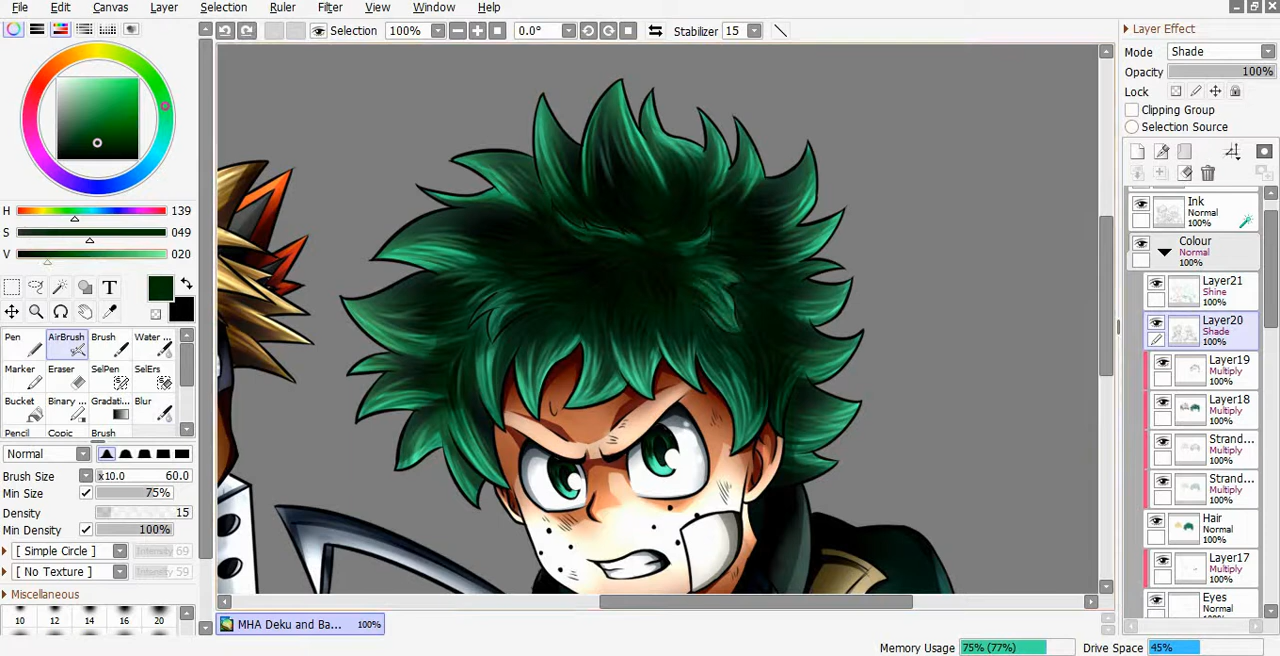 File Edit Canvas Layer Selection Ruler Filter View Window Help
Selection 100% 0.0° Stabilizer 15
H 139
S 049
V 020
T
Pen AirBrush Brush Water ...
Marker Eraser SelPen SelErs
Bucket Binary ... Gradati... Blur
Pencil Copic Brush
Normal
Brush Size x10.0 60.0
Min Size 75%
Density 15
Min Density 100%
[ Simple Circle ] Intensity 69
[ No Texture ] Intensity 59
Miscellaneous
10 12 14 16 20
MHA Deku and Ba... 100%
Layer Effect
Mode Shade
Opacity 100%
Lock
Clipping Group
Selection Source
Ink
Normal
100%
Colour
Normal
100%
Layer21
Shine
100%
Layer20
Shade
100%
Layer19
Multiply
100%
Layer18
Multiply
100%
Strand...
Multiply
100%
Strand...
Multiply
100%
Hair
Normal
100%
Layer17
Multiply
100%
Eyes
Normal
100%
Memory Usage 75% (77%) Drive Space 45%